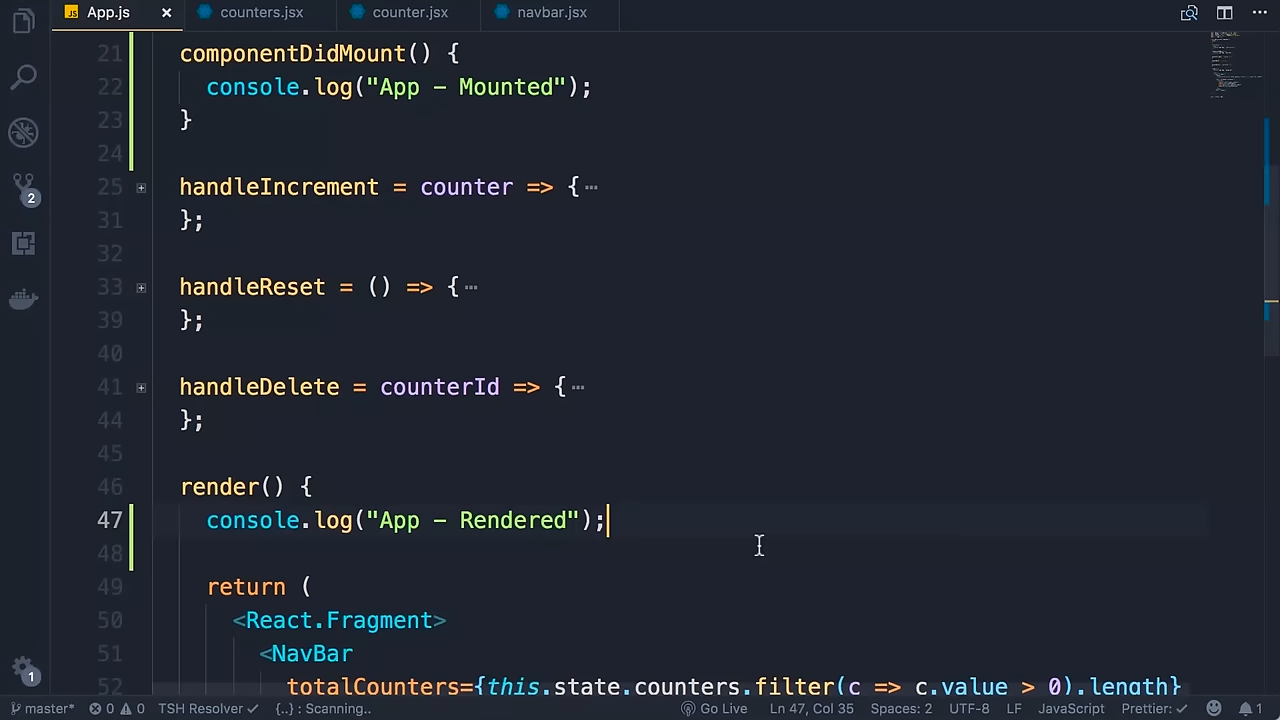 JS App.js × counters.jsx counter.jsx navbar.jsx ···
21 componentDidMount() {
22 console.log("App – Mounted");
23 }
24
25 handleIncrement = counter => {···
31 };
32
33 handleReset = () => {···
39 };
40
41 handleDelete = counterId => {···
44 };
45
46 render() {
47 console.log("App – Rendered");
48
49 return (
50 <React.Fragment>
51 <NavBar
52 totalCounters={this.state.counters.filter(c => c.value > 0).length}
2
1
master* 0 0 TSH Resolver {..} : Scanning.. Go Live Ln 47, Col 35 Spaces: 2 UTF-8 LF JavaScript Prettier: 1